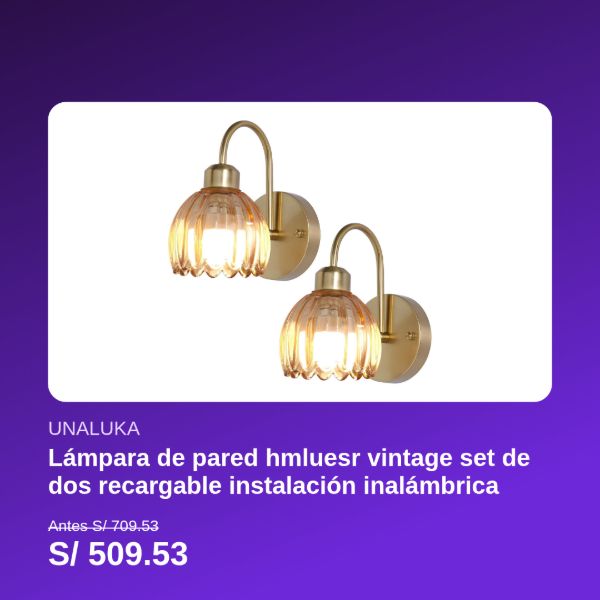 UNALUKA
Lámpara de pared hmluesr vintage set de
dos recargable instalación inalámbrica
Antes S/ 709.53
S/ 509.53